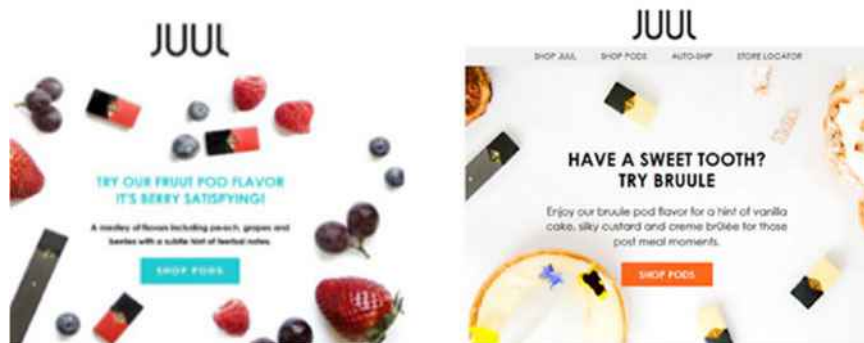 JUUL
TRY OUR FRUUT POD FLAVOR
IT'S BERRY SATISFYING!
A medley of flavors including peach, grapes and
berries with a subtle hint of herbal notes.
SHOP PODS
JUUL
SHOP JUUL SHOP PODS AUTO-SHIP STORE LOCATOR
HAVE A SWEET TOOTH?
TRY BRUULE
Enjoy our bruule pod flavor for a hint of vanilla
cake, silky custard and creme brûlée for those
post meal moments.
SHOP PODS